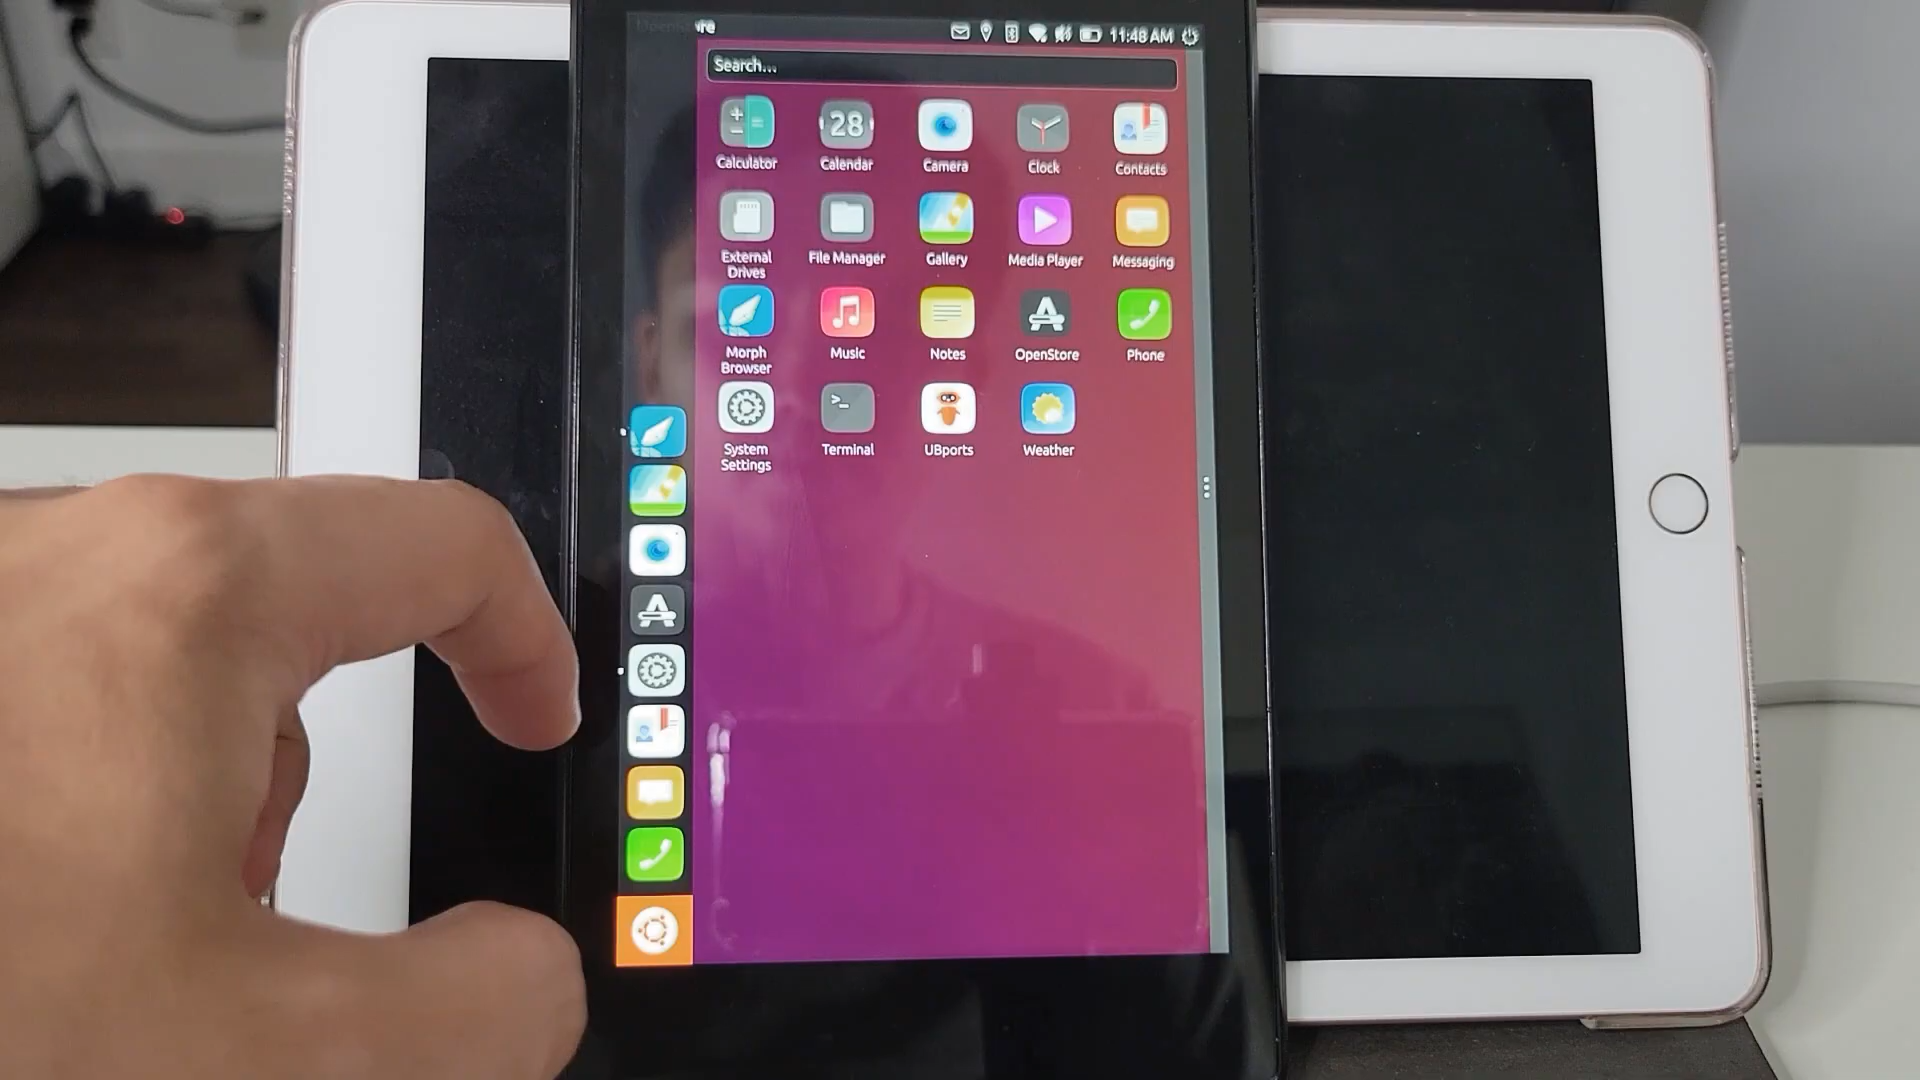 11:48 AM
Search...
Calculator
Calendar
Camera
Clock
Contacts
28
External
Drives
File Manager
Gallery
Media Player
Messaging
Morph
Browser
Music
Notes
OpenStore
Phone
System
Settings
Terminal
UBports
Weather